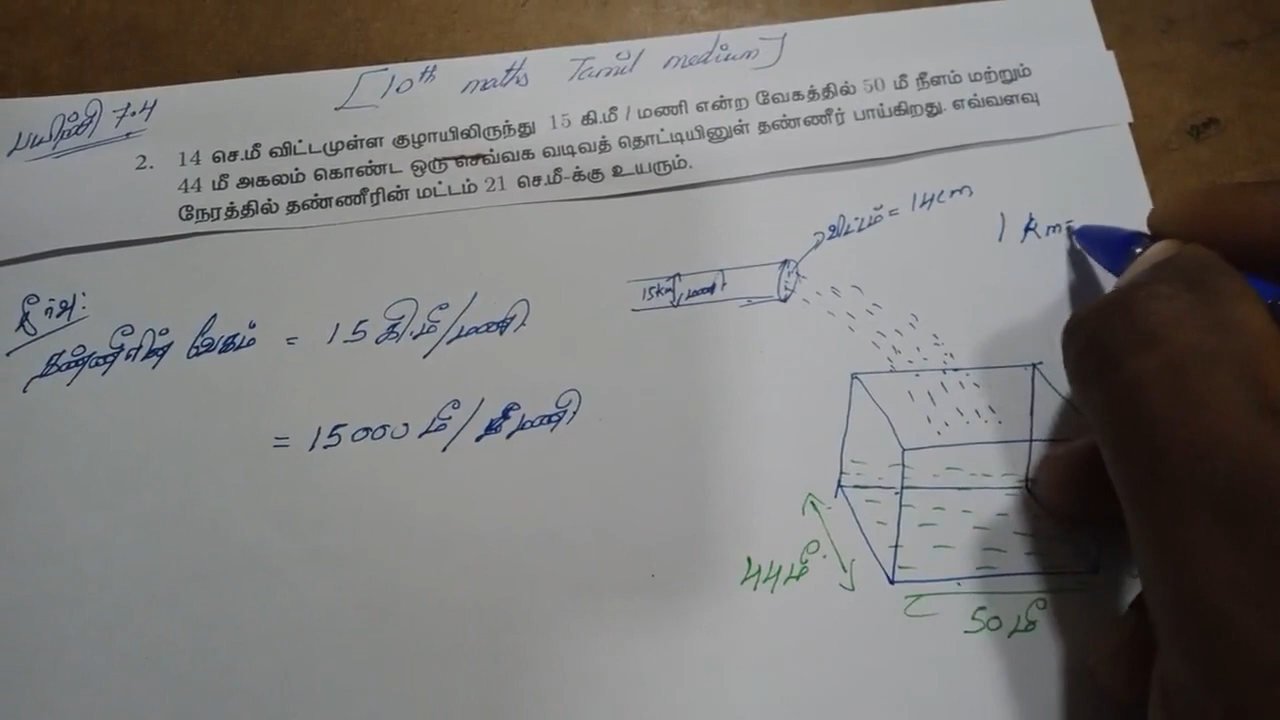 [10th maths Tamil medium]
பயிற்சி 7.4
2. 14 செ.மீ விட்டமுள்ள குழாயிலிருந்து 15 கி.மீ / மணி என்ற வேகத்தில் 50 மீ நீளம் மற்றும்
44 மீ அகலம் கொண்ட ஒரு செவ்வக வடிவத் தொட்டியினுள் தண்ணீர் பாய்கிறது. எவ்வளவு
நேரத்தில் தண்ணீரின் மட்டம் 21 செ.மீ-க்கு உயரும்.
விட்டம் = 14cm
1 km=
15km/மணி
தீர்வு:
தண்ணீரின் வேகம் = 15 கி.மீ/மணி
= 15000 மீ/மணி
44மீ
50மீ